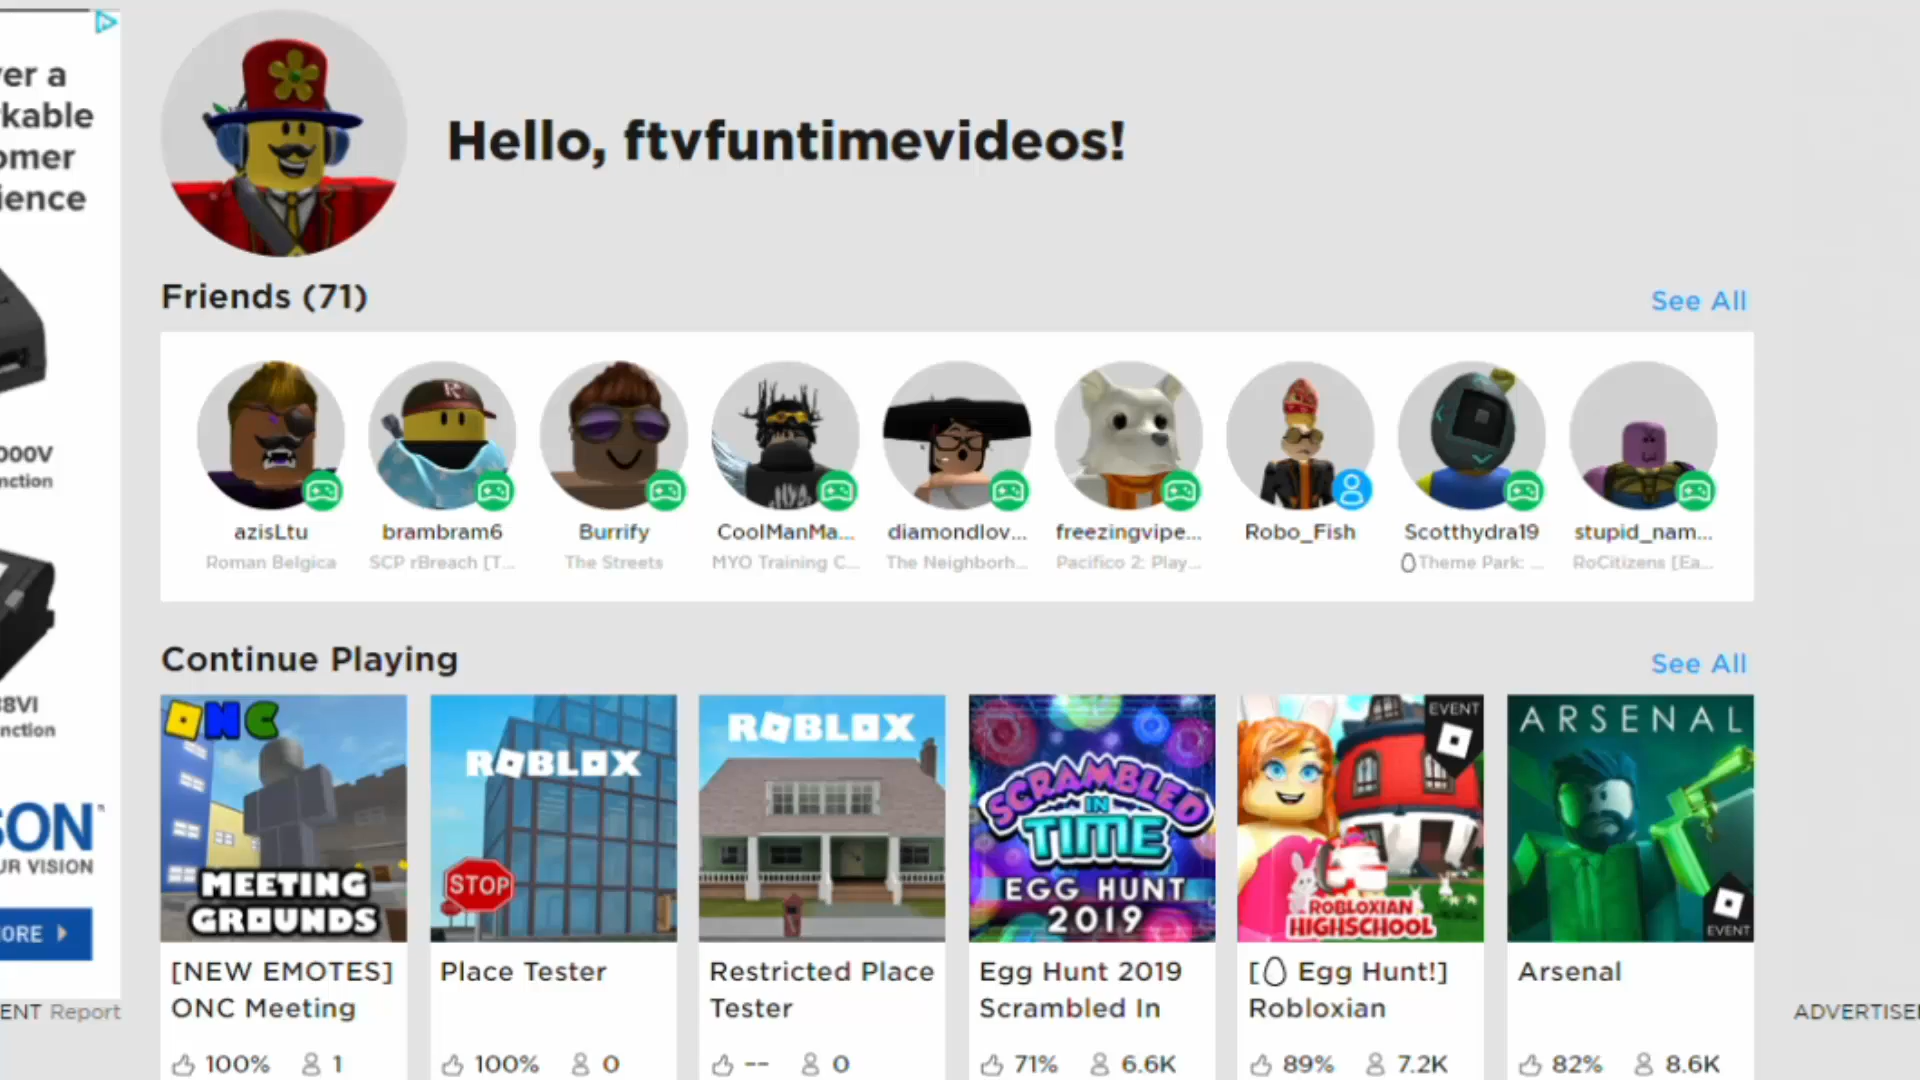 er a
kable
omer
ience
000V
nction
8VI
nction
SON
UR VISION
ORE
ENT Report
Hello, ftvfuntimevideos!
Friends (71)
See All
azisLtu
brambram6
Burrify
CoolManMa...
diamondlov...
freezingvipe...
Robo_Fish
Scotthydra19
stupid_nam...
Roman Belgica
SCP rBreach [T...
The Streets
MYO Training C...
The Neighborh...
Pacifico 2: Play...
Theme Park: ...
RoCitizens [Ea...
Continue Playing
See All
ONC
MEETING
GROUNDS
ROBLOX
STOP
ROBLOX
SCRAMBLED
IN
TIME
EGG HUNT
2019
EVENT
ROBLOXIAN
HIGHSCHOOL
ARSENAL
EVENT
[NEW EMOTES]
ONC Meeting
Place Tester
Restricted Place
Tester
Egg Hunt 2019
Scrambled In
[🥚 Egg Hunt!]
Robloxian
Arsenal
100% 1
100% 0
-- 0
71% 6.6K
89% 7.2K
82% 8.6K
ADVERTISE